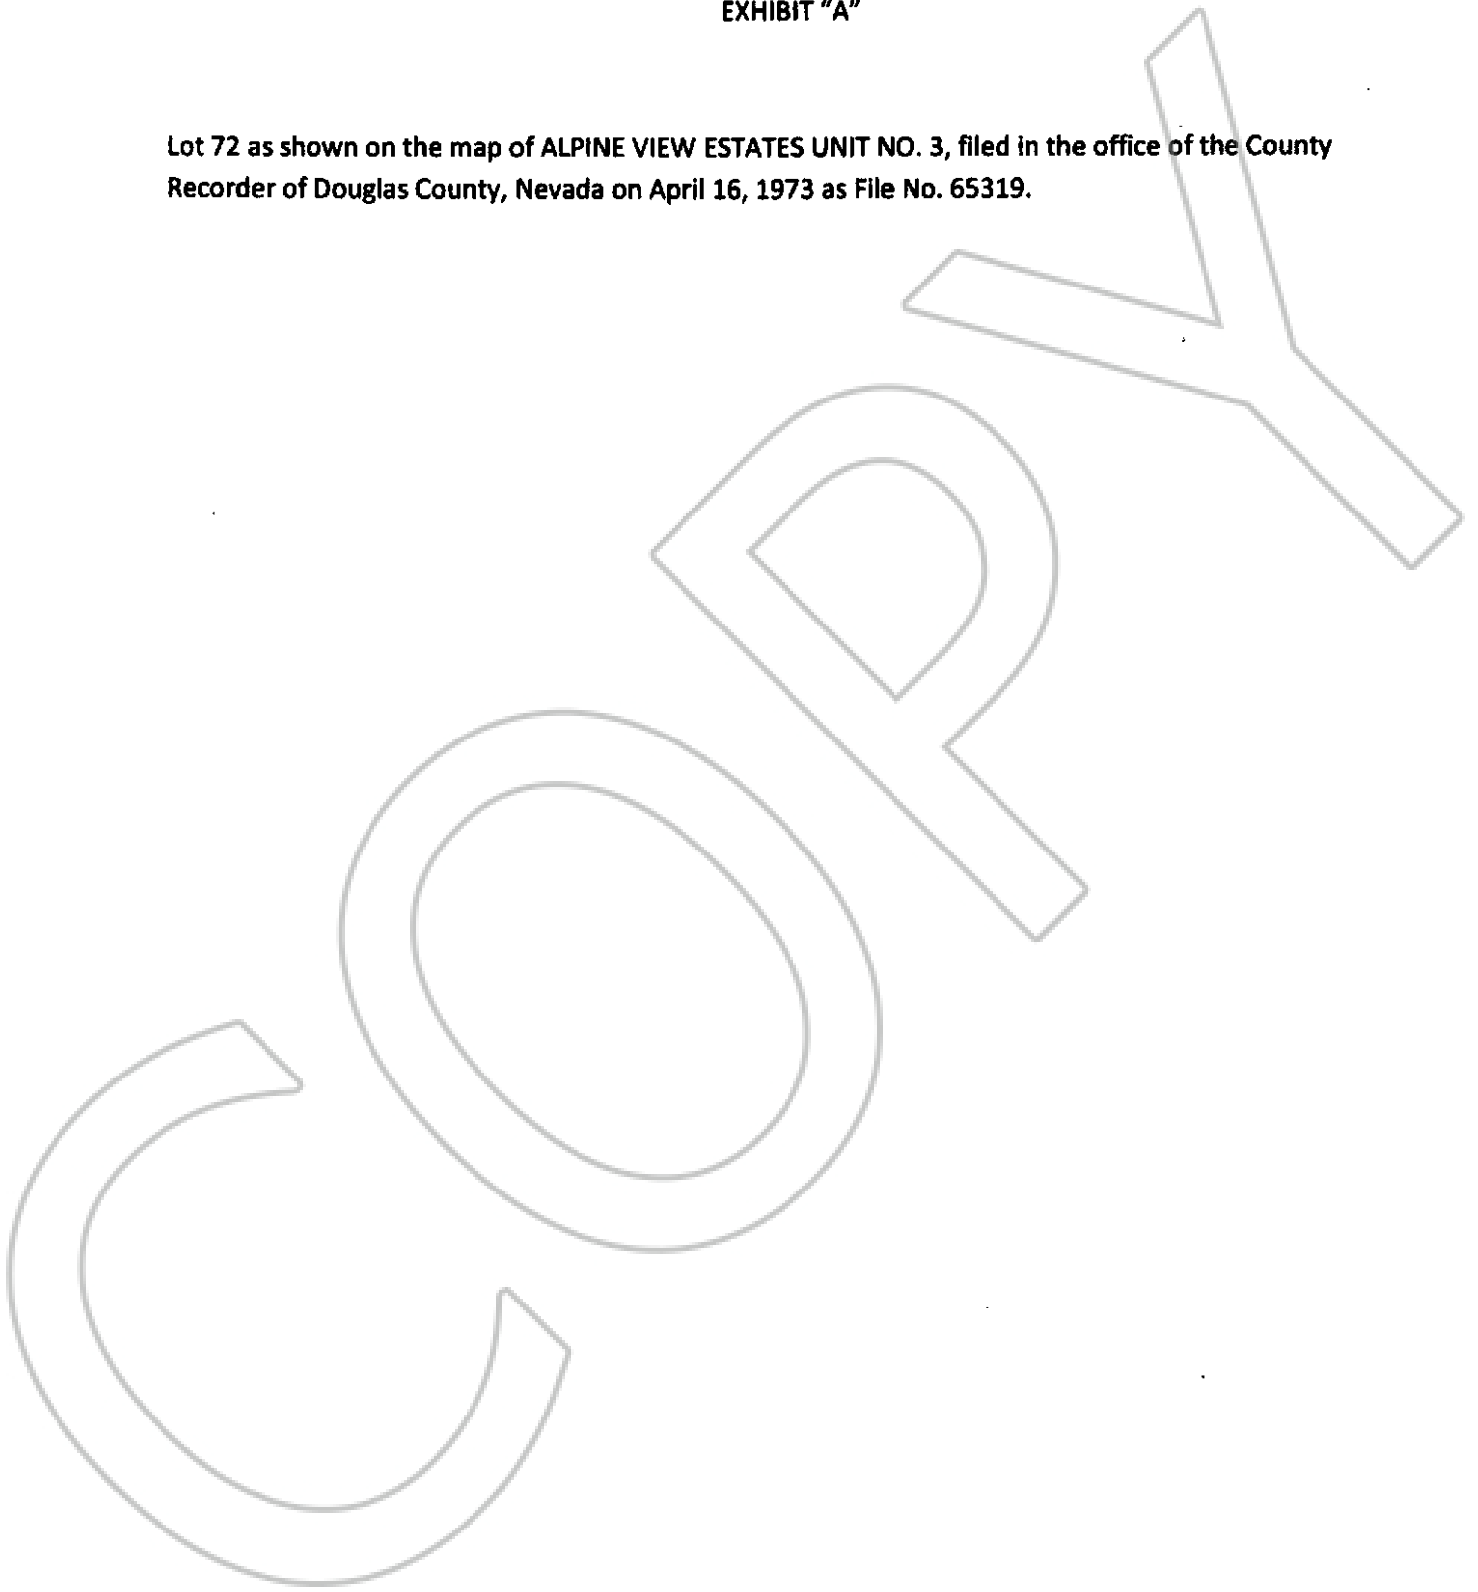 EXHIBIT “A”
Lot 72 as shown on the map of ALPINE VIEW ESTATES UNIT NO. 3, filed in the office of the County
Recorder of Douglas County, Nevada on April 16, 1973 as File No. 65319.
COPY